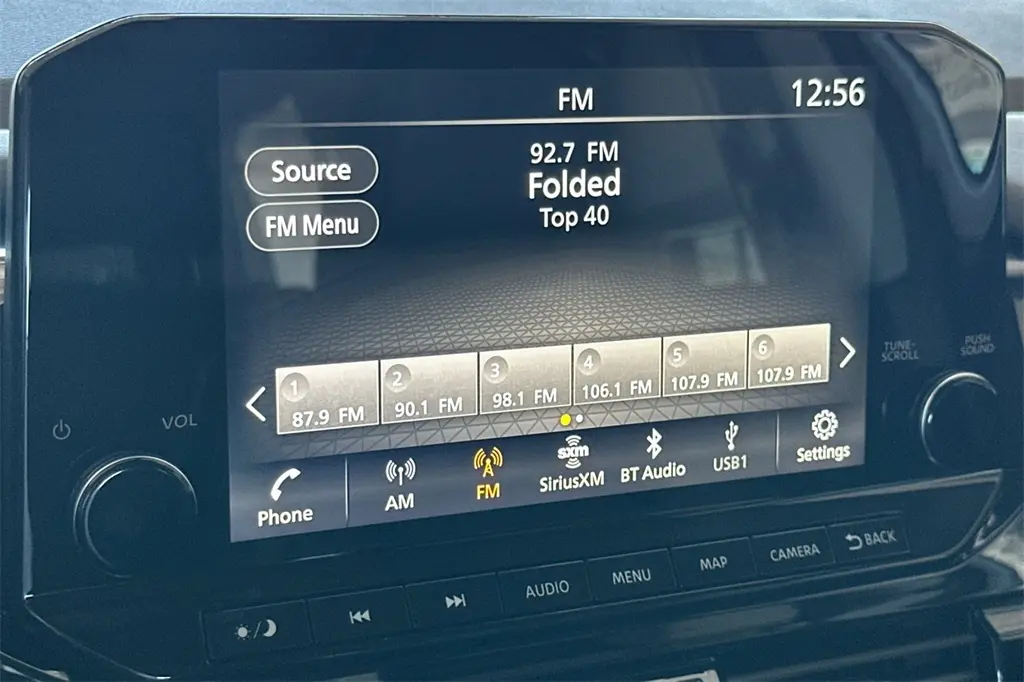 FM
12:56
Source
92.7 FM
Folded
FM Menu
Top 40
1
87.9 FM
2
90.1 FM
3
98.1 FM
4
106.1 FM
5
107.9 FM
6
107.9 FM
TUNE-
SCROLL
PUSH
SOUND
VOL
Phone
AM
FM
sxm
SiriusXM
BT Audio
USB1
Settings
AUDIO
MENU
MAP
CAMERA
BACK